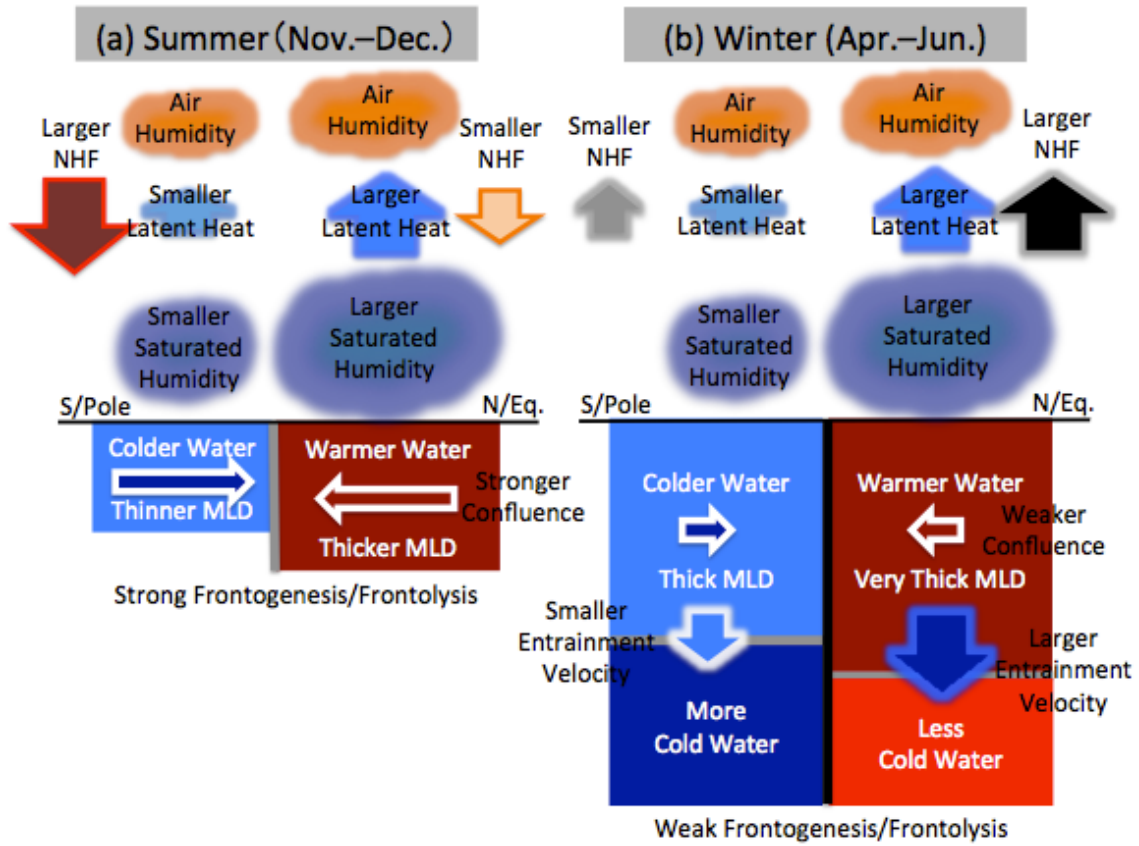 (a) Summer (Nov.–Dec.)
Air
Humidity
Air
Humidity
Larger
NHF
Smaller
NHF
Smaller
Latent Heat
Larger
Latent Heat
Smaller
Saturated
Humidity
Larger
Saturated
Humidity
S/Pole
N/Eq.
Colder Water
Thinner MLD
Warmer Water
Thicker MLD
Stronger
Confluence
Strong Frontogenesis/Frontolysis
(b) Winter (Apr.–Jun.)
Air
Humidity
Air
Humidity
Smaller
NHF
Larger
NHF
Smaller
Latent Heat
Larger
Latent Heat
Smaller
Saturated
Humidity
Larger
Saturated
Humidity
S/Pole
N/Eq.
Colder Water
Thick MLD
Warmer Water
Very Thick MLD
Weaker
Confluence
Smaller
Entrainment
Velocity
Larger
Entrainment
Velocity
More
Cold Water
Less
Cold Water
Weak Frontogenesis/Frontolysis